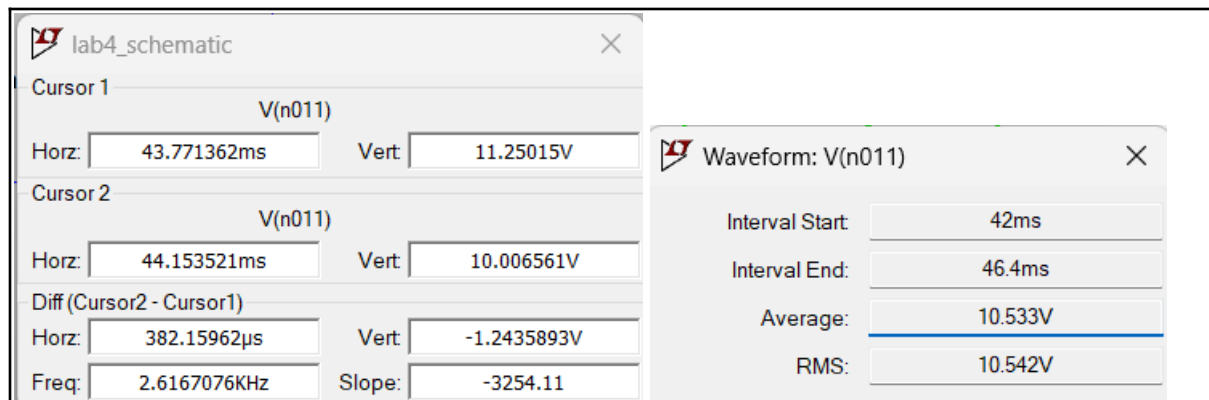 lab4_schematic
Cursor 1
V(n011)
Horz: 43.771362ms Vert: 11.25015V
Cursor 2
V(n011)
Horz: 44.153521ms Vert: 10.006561V
Diff (Cursor2 - Cursor1)
Horz: 382.15962µs Vert: -1.2435893V
Freq: 2.6167076KHz Slope: -3254.11
Waveform: V(n011)
Interval Start: 42ms
Interval End: 46.4ms
Average: 10.533V
RMS: 10.542V